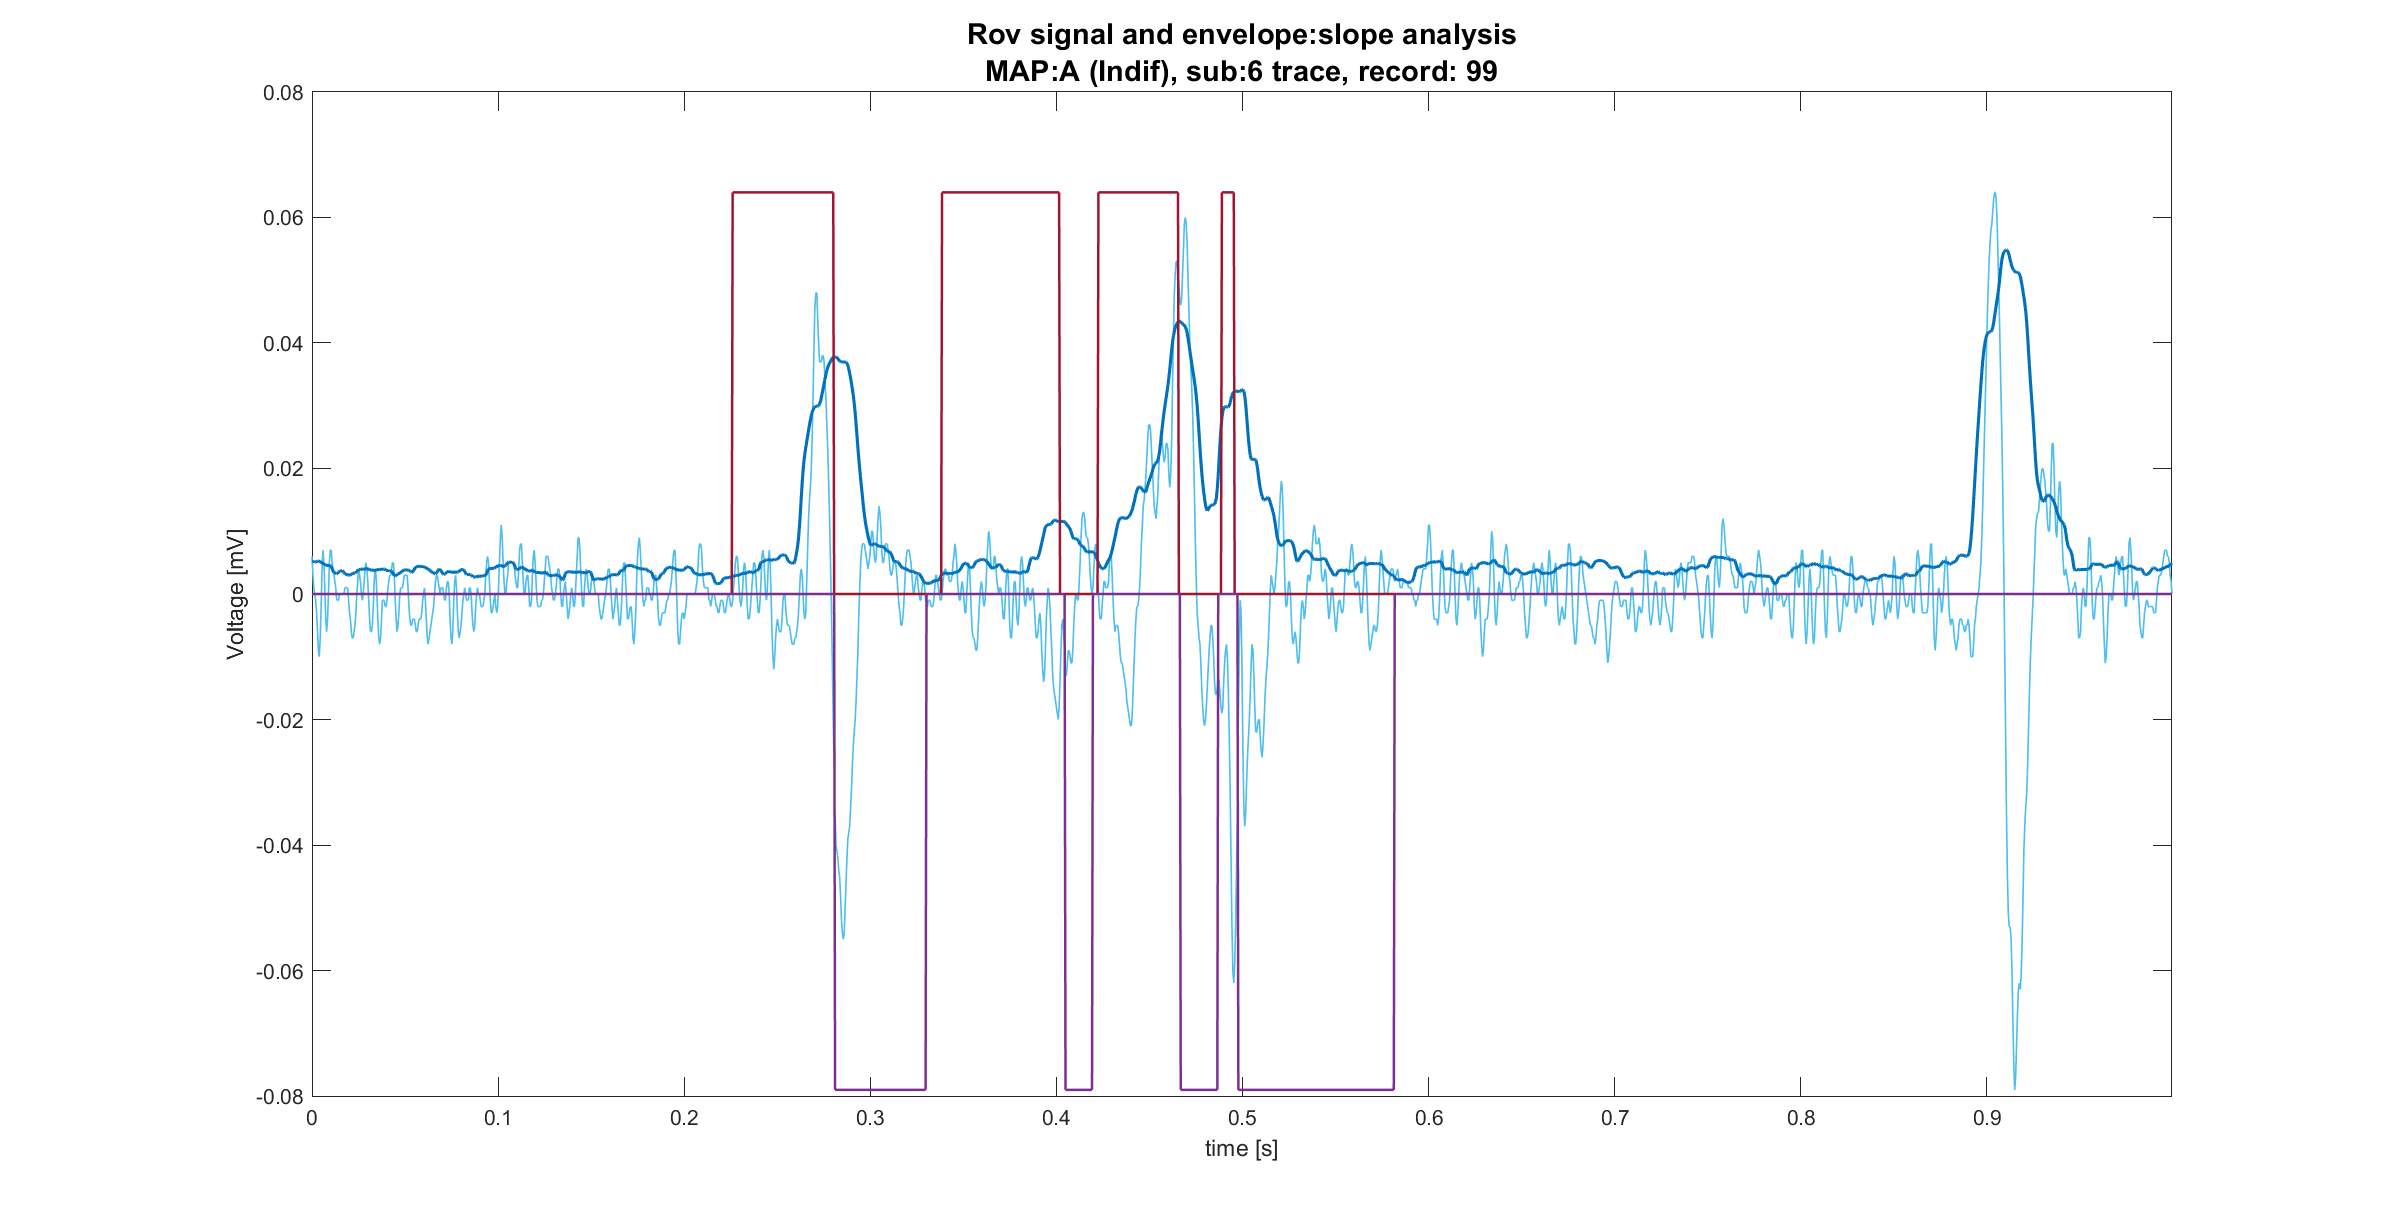 Rov signal and envelope:slope analysis
MAP:A (Indif), sub:6 trace, record: 99
0.08
0.06
0.04
0.02
0
-0.02
-0.04
-0.06
-0.08
Voltage [mV]
0 0.1 0.2 0.3 0.4 0.5 0.6 0.7 0.8 0.9
time [s]